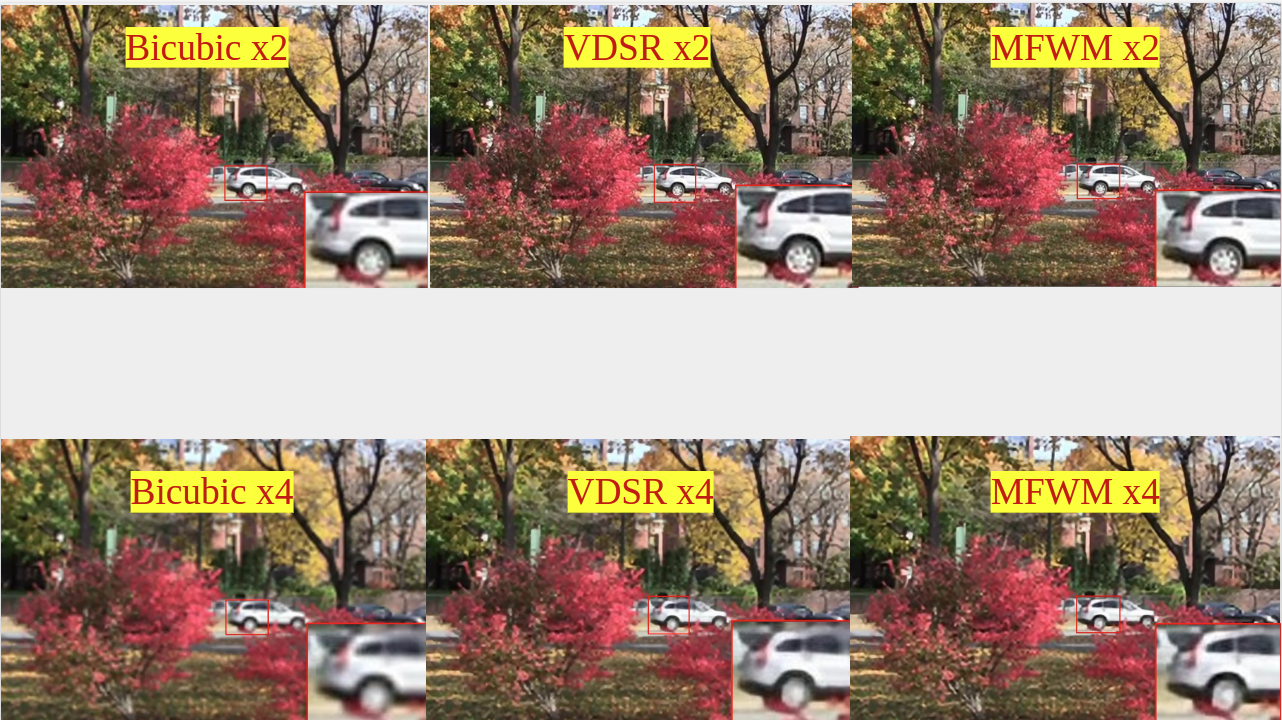 Bicubic x2
VDSR x2
MFWM x2
Bicubic x4
VDSR x4
MFWM x4